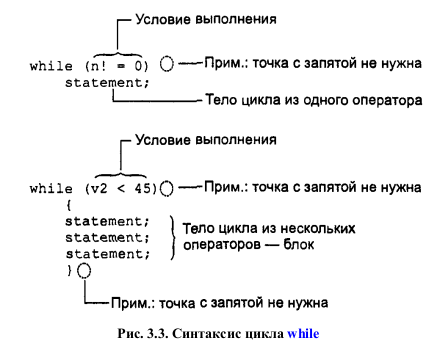 Условие выполнения
while (n! = 0) Прим.: точка с запятой не нужна
statement;
Тело цикла из одного оператора
Условие выполнения
while (v2 < 45) Прим.: точка с запятой не нужна
{
statement;
statement;
statement;
Тело цикла из нескольких
операторов — блок
}
Прим.: точка с запятой не нужна
Рис. 3.3. Синтаксис цикла while